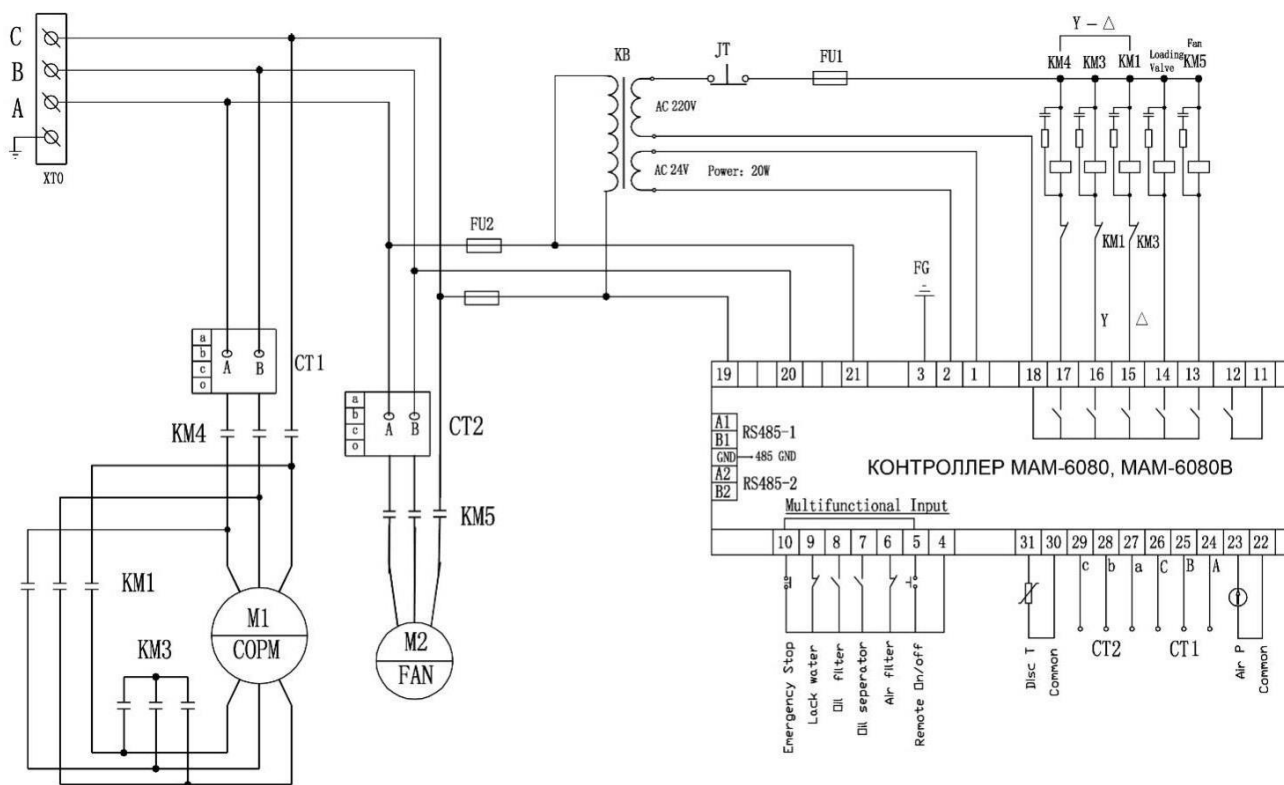 C
B
A
XT0
KB
JT
FU1
AC 220V
AC 24V
Power: 20W
Y - △
KM4
KM3
KM1
Loading
Valve
Fan
KM5
KM1
KM3
Y
△
FU2
FG
a
b
c
o
A
B
CT1
KM4
a
b
c
o
A
B
CT2
KM5
KM1
KM3
M1
COPM
M2
FAN
19
20
21
3
2
1
18
17
16
15
14
13
12
11
A1
B1
GND
A2
B2
RS485-1
485 GND
RS485-2
КОНТРОЛЛЕР MAM-6080, MAM-6080B
Multifunctional Input
10
9
8
7
6
5
4
31
30
29
28
27
26
25
24
23
22
c
b
a
C
B
A
CT2
CT1
Emergency Stop
Lack water
Oil filter
Oil seperator
Air filter
Remote On/off
Disc T
Common
Air P
Common